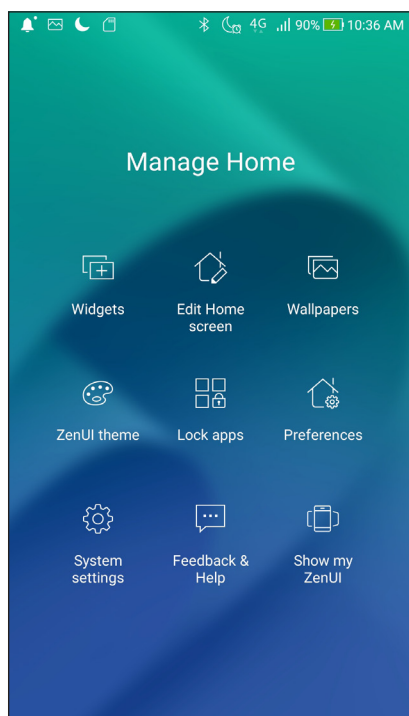 4G 90% 10:36 AM
Manage Home
Widgets
Edit Home
screen
Wallpapers
ZenUI theme
Lock apps
Preferences
System
settings
Feedback &
Help
Show my
ZenUI